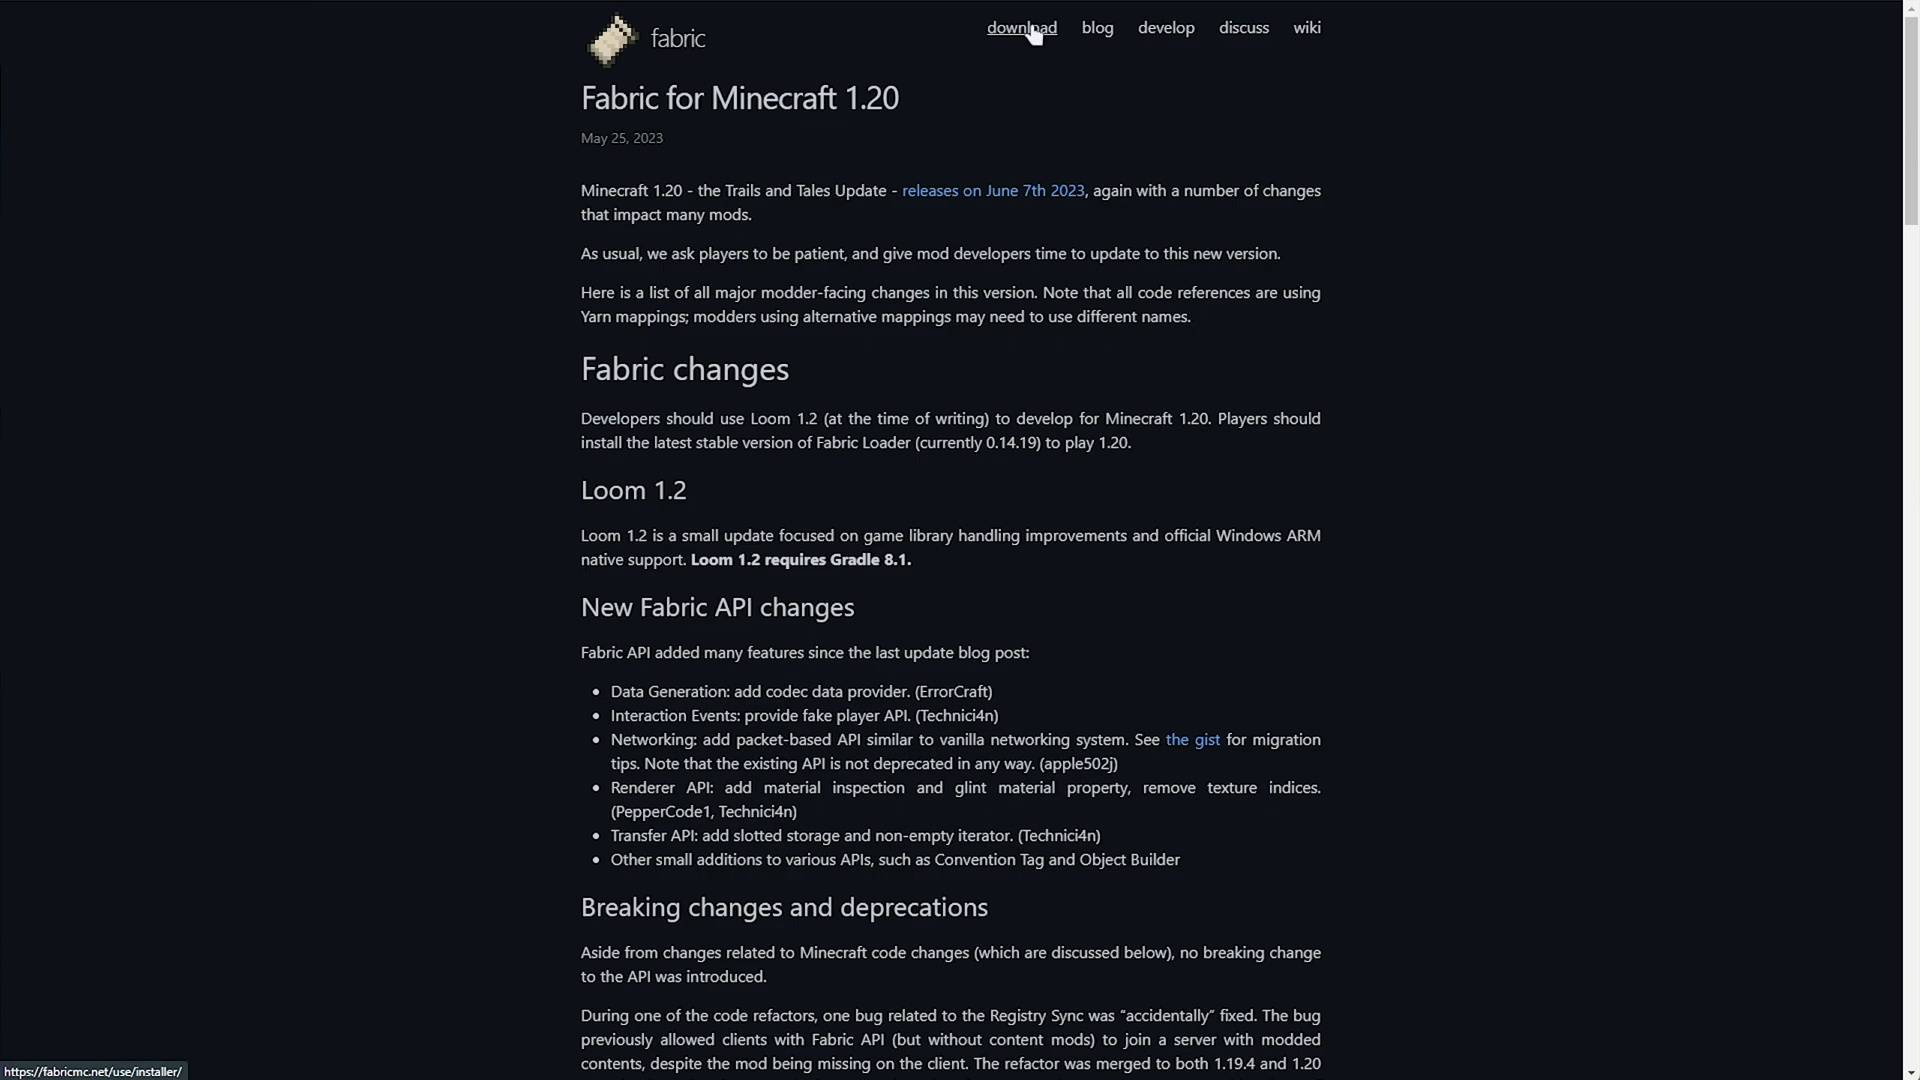 fabric
download blog develop discuss wiki
Fabric for Minecraft 1.20
May 25, 2023
Minecraft 1.20 - the Trails and Tales Update - releases on June 7th 2023, again with a number of changes
that impact many mods.
As usual, we ask players to be patient, and give mod developers time to update to this new version.
Here is a list of all major modder-facing changes in this version. Note that all code references are using
Yarn mappings; modders using alternative mappings may need to use different names.
Fabric changes
Developers should use Loom 1.2 (at the time of writing) to develop for Minecraft 1.20. Players should
install the latest stable version of Fabric Loader (currently 0.14.19) to play 1.20.
Loom 1.2
Loom 1.2 is a small update focused on game library handling improvements and official Windows ARM
native support. Loom 1.2 requires Gradle 8.1.
New Fabric API changes
Fabric API added many features since the last update blog post:
• Data Generation: add codec data provider. (ErrorCraft)
• Interaction Events: provide fake player API. (Technici4n)
• Networking: add packet-based API similar to vanilla networking system. See the gist for migration
tips. Note that the existing API is not deprecated in any way. (apple502j)
• Renderer API: add material inspection and glint material property, remove texture indices.
(PepperCode1, Technici4n)
• Transfer API: add slotted storage and non-empty iterator. (Technici4n)
• Other small additions to various APIs, such as Convention Tag and Object Builder
Breaking changes and deprecations
Aside from changes related to Minecraft code changes (which are discussed below), no breaking change
to the API was introduced.
During one of the code refactors, one bug related to the Registry Sync was “accidentally” fixed. The bug
previously allowed clients with Fabric API (but without content mods) to join a server with modded
contents, despite the mod being missing on the client. The refactor was merged to both 1.19.4 and 1.20
https://fabricmc.net/use/installer/